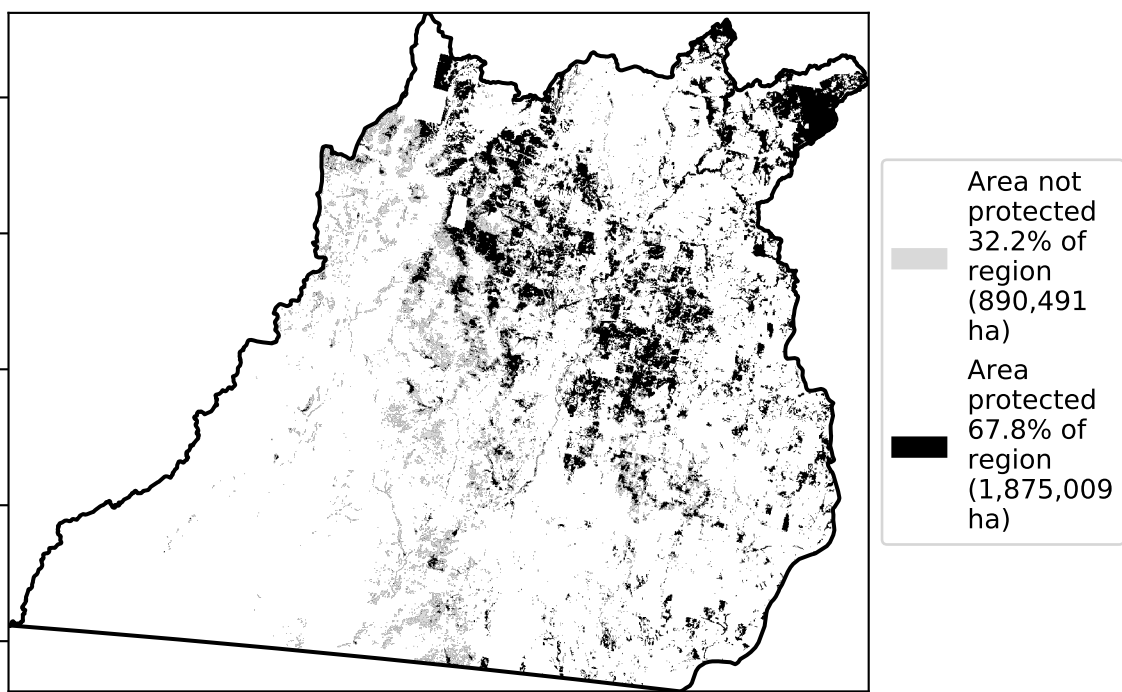 Area not
protected
32.2% of
region
(890,491
ha)
Area
protected
67.8% of
region
(1,875,009
ha)